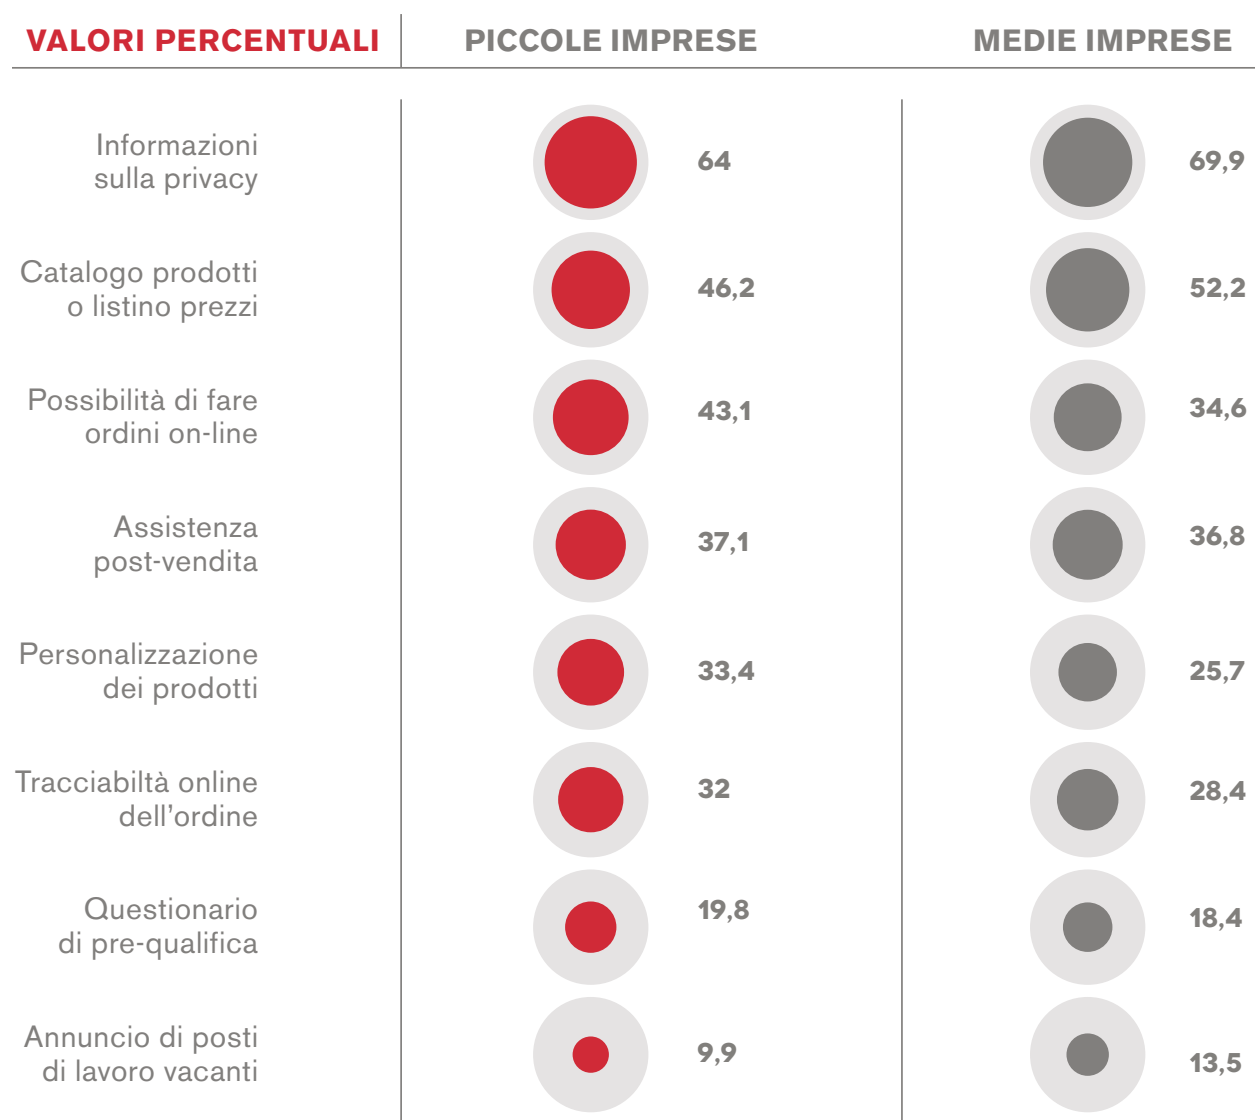 VALORI PERCENTUALI PICCOLE IMPRESE MEDIE IMPRESE
Informazioni
sulla privacy
64 69,9
Catalogo prodotti
o listino prezzi
46,2 52,2
Possibilità di fare
ordini on-line
43,1 34,6
Assistenza
post-vendita
37,1 36,8
Personalizzazione
dei prodotti
33,4 25,7
Tracciabiltà online
dell’ordine
32 28,4
Questionario
di pre-qualifica
19,8 18,4
Annuncio di posti
di lavoro vacanti
9,9 13,5